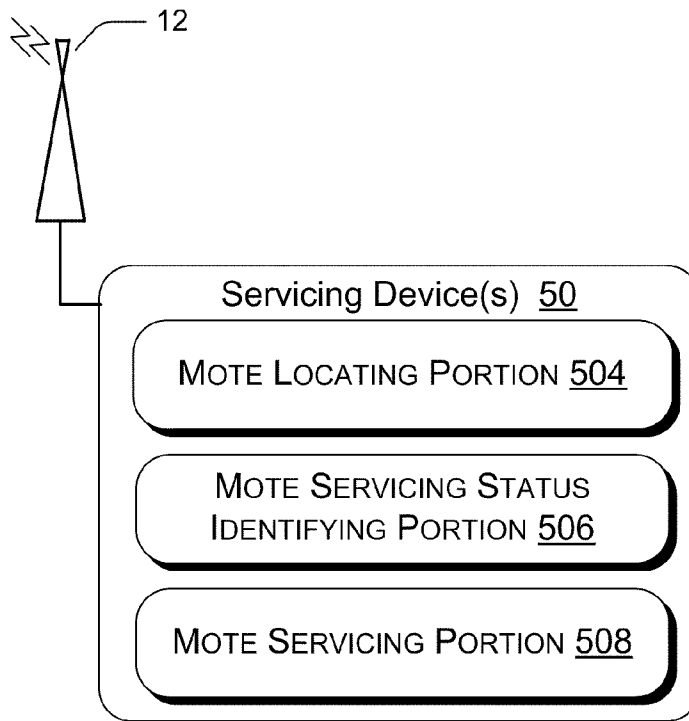 12
Servicing Device(s) 50
MOTE LOCATING PORTION 504
MOTE SERVICING STATUS
IDENTIFYING PORTION 506
MOTE SERVICING PORTION 508